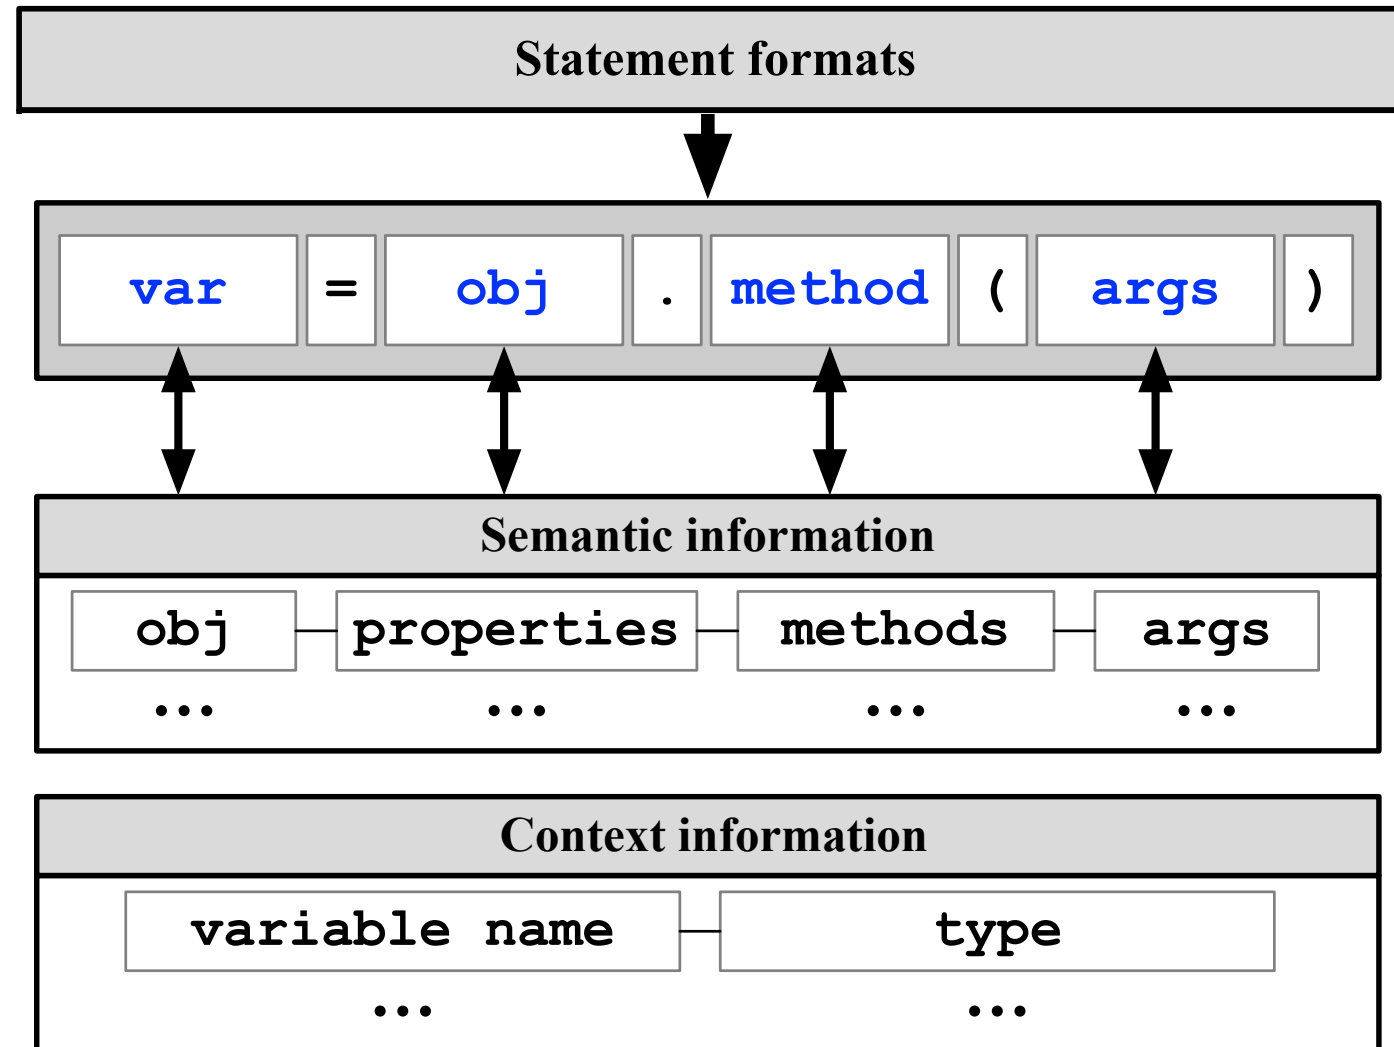 Statement formats
var = obj . method ( args )
Semantic information
obj properties methods args
... ... ... ...
Context information
variable name type
... ...